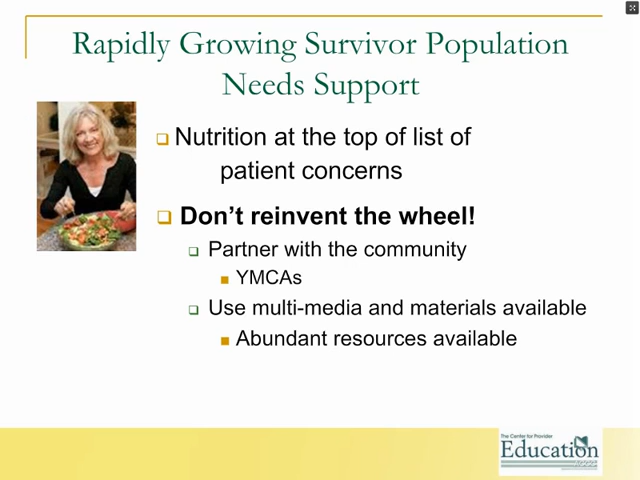 Rapidly Growing Survivor Population
Needs Support
Nutrition at the top of list of
patient concerns
Don't reinvent the wheel!
Partner with the community
YMCAs
Use multi-media and materials available
Abundant resources available
The Center for Provider
Education